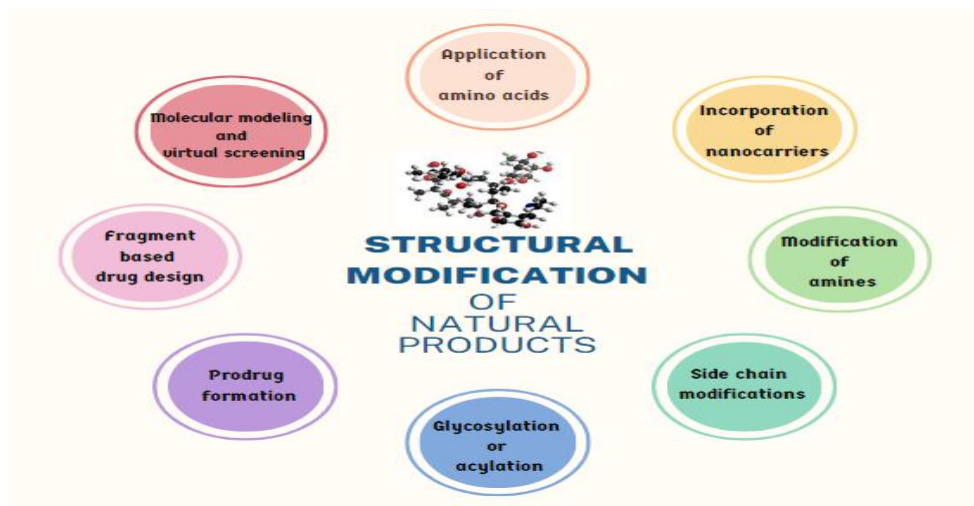 Application
of
amino acids
Incorporation
of
nanocarriers
Modification
of
amines
Side chain
modifications
Glycosylation
or
acylation
Prodrug
formation
Fragment
based
drug design
Molecular modeling
and
virtual screening
STRUCTURAL
MODIFICATION
OF
NATURAL
PRODUCTS